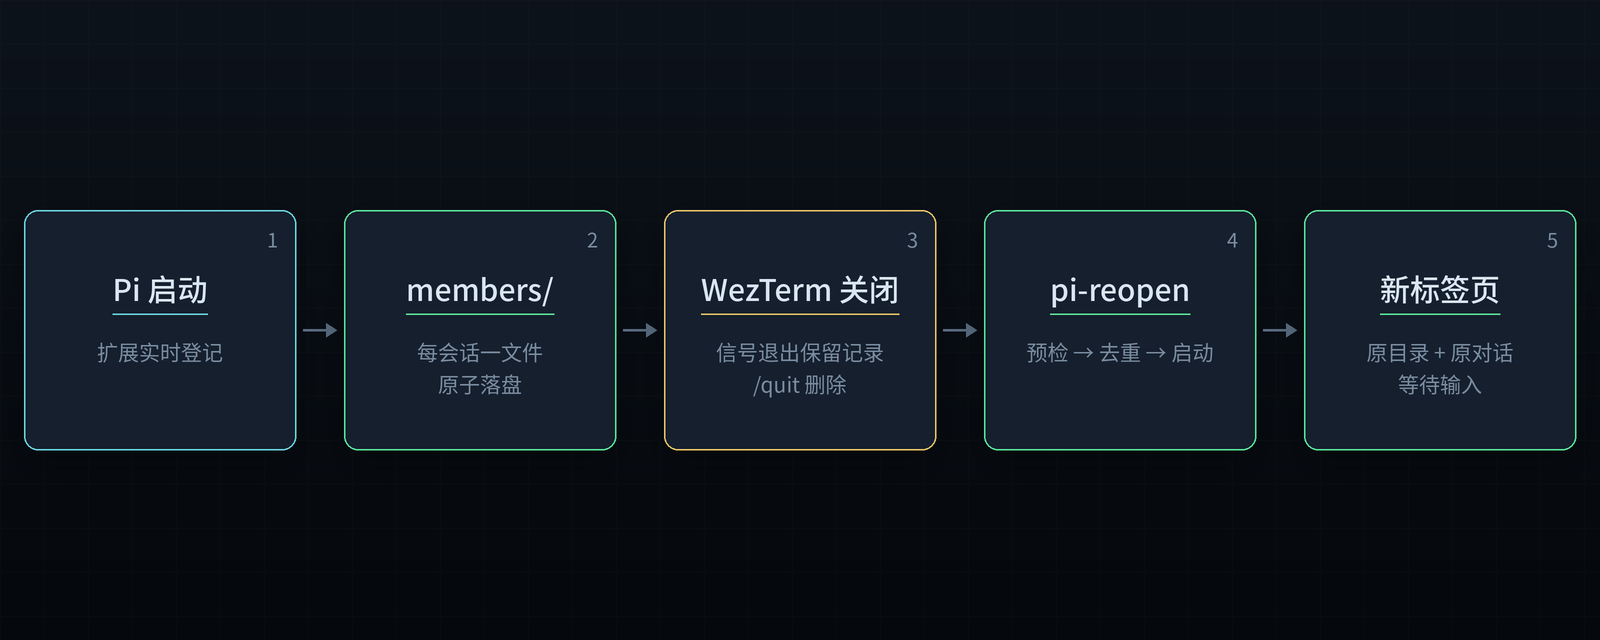 1
Pi 启动
扩展实时登记
2
members/
每会话一文件
原子落盘
3
WezTerm 关闭
信号退出保留记录
/quit 删除
4
pi-reopen
预检 → 去重 → 启动
5
新标签页
原目录 + 原对话
等待输入